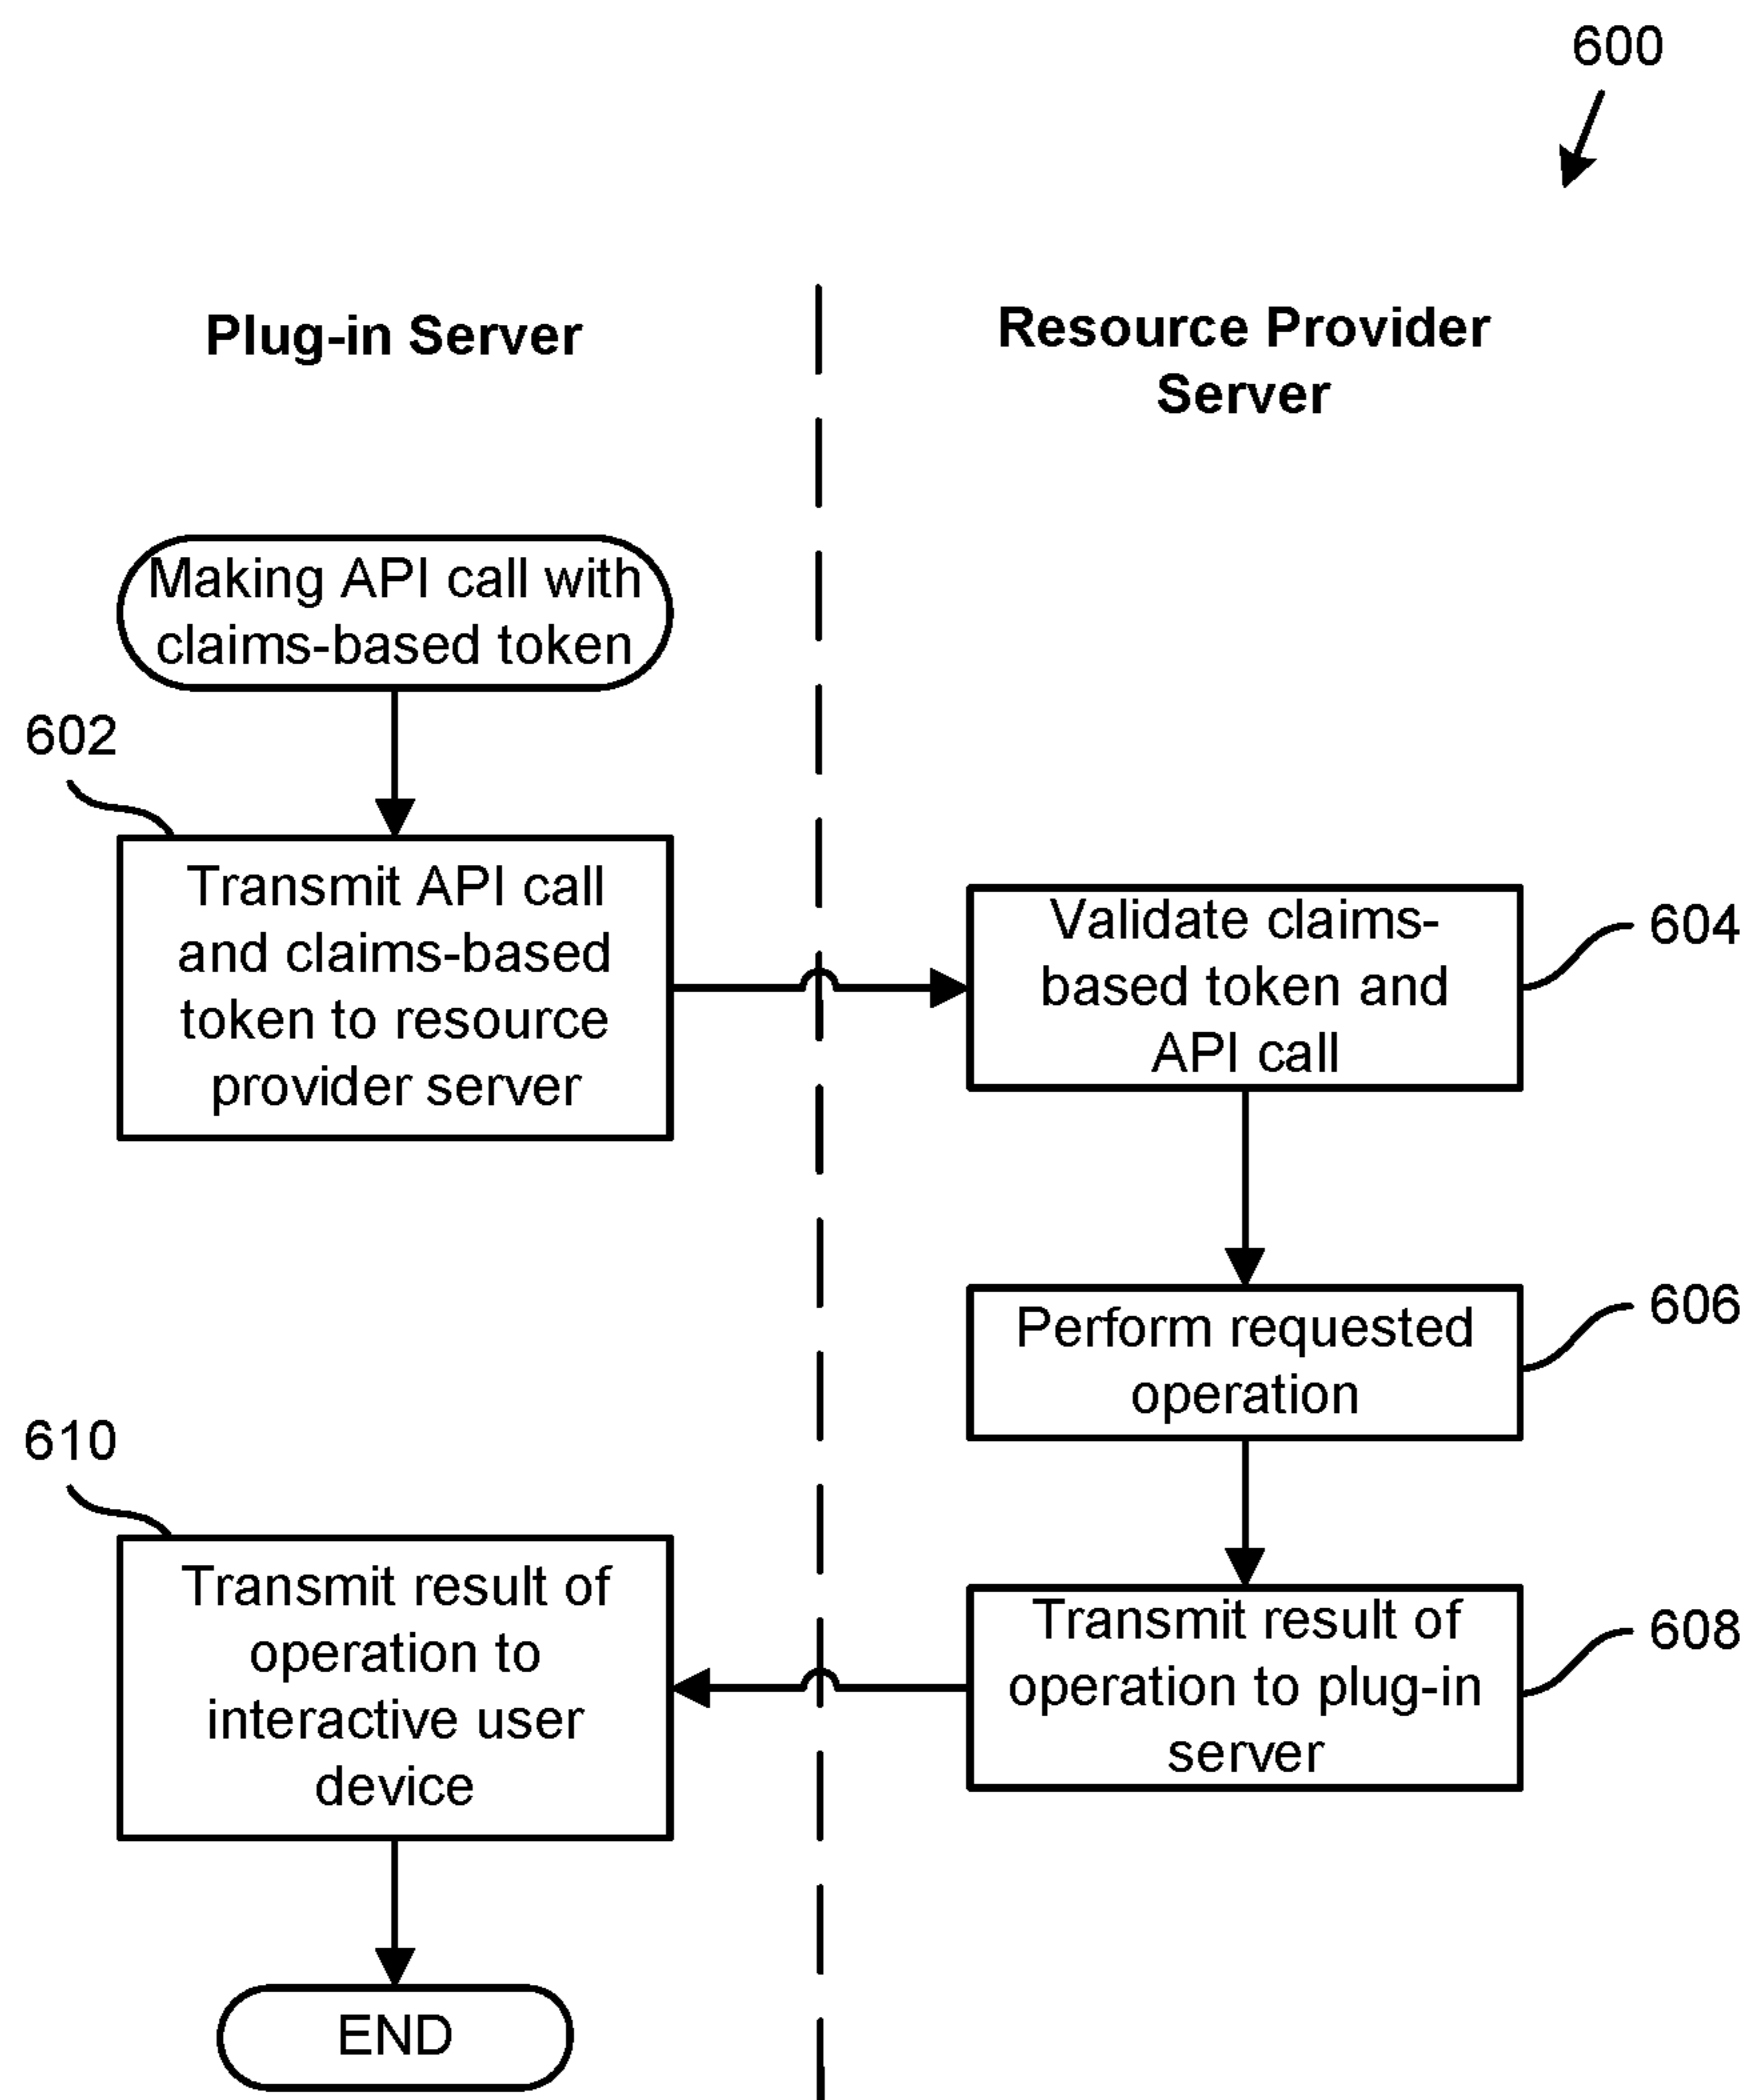 600
Plug-in Server
Resource Provider
Server
Making API call with
claims-based token
602
Transmit API call
and claims-based
token to resource
provider server
Validate claims-
based token and
API call
604
Perform requested
operation
606
610
Transmit result of
operation to
interactive user
device
Transmit result of
operation to plug-in
server
608
END